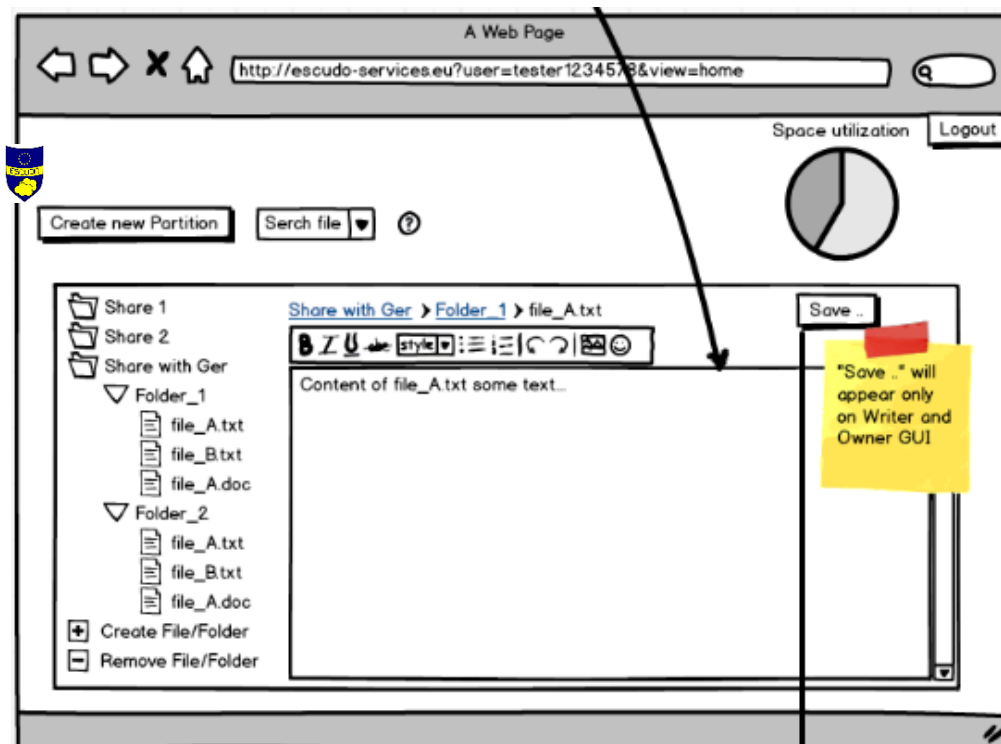 A Web Page
http://escudo-services.eu?user=tester1234578&view=home
Space utilization
Logout
ESCUDO
Create new Partition
Serch file
?
Share 1
Share 2
Share with Ger
Folder_1
file_A.txt
file_B.txt
file_A.doc
Folder_2
file_A.txt
file_B.txt
file_A.doc
Create File/Folder
Remove File/Folder
Share with Ger > Folder_1 > file_A.txt
Save ..
B I U abc style
Content of file_A.txt some text...
"Save .." will
appear only
on Writer and
Owner GUI